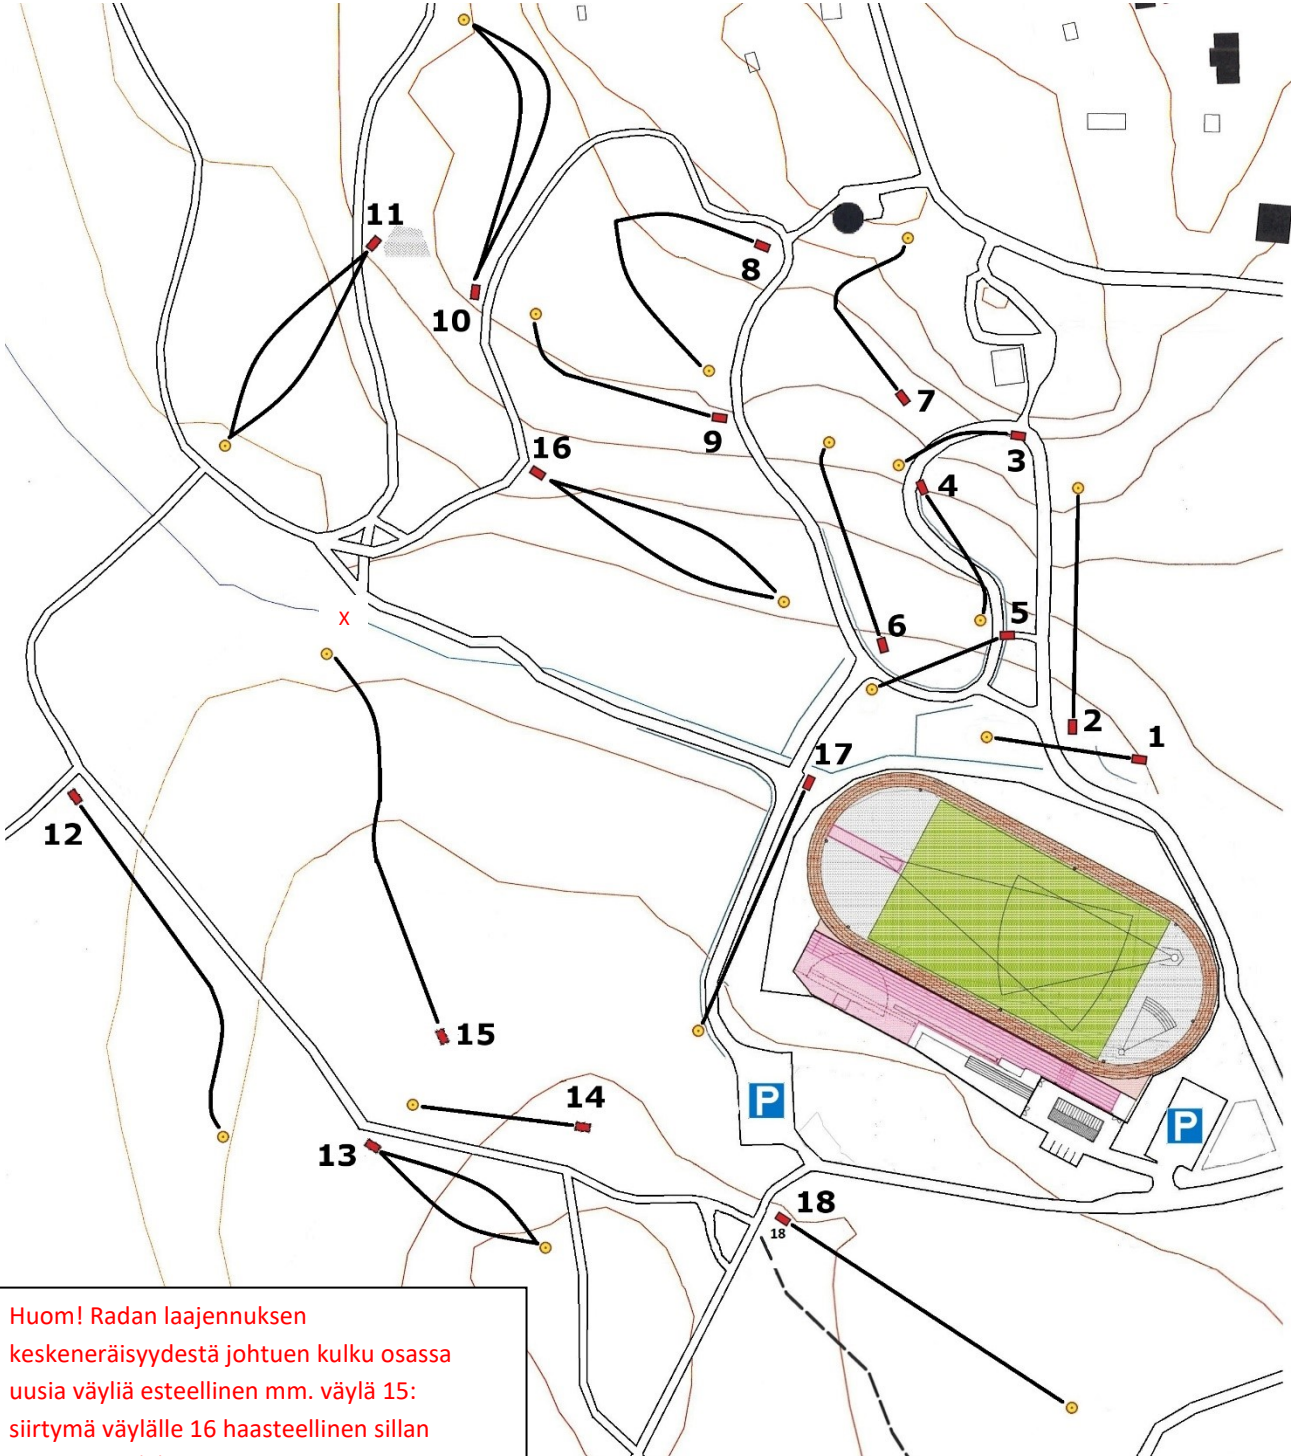 11
8
10
7
9
3
16
4
5
6
X
2
1
17
12
15
14
P
P
13
18
18
Huom! Radan laajennuksen
keskeneräisyydestä johtuen kulku osassa
uusia väyliä esteellinen mm. väylä 15:
siirtymä väylälle 16 haasteellinen sillan